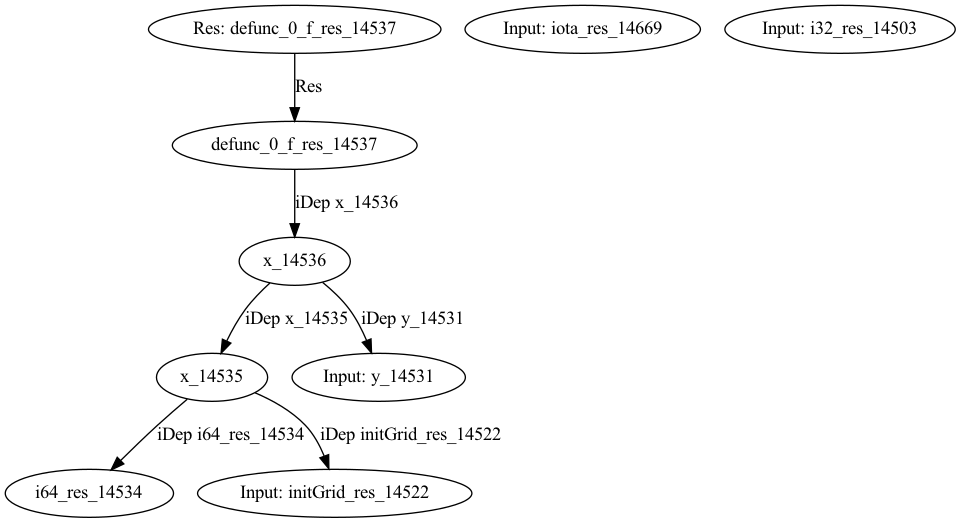 Res: defunc_0_f_res_14537
Input: iota_res_14669
Input: i32_res_14503
Res
defunc_0_f_res_14537
iDep x_14536
x_14536
iDep x_14535
iDep y_14531
x_14535
Input: y_14531
iDep i64_res_14534
iDep initGrid_res_14522
i64_res_14534
Input: initGrid_res_14522